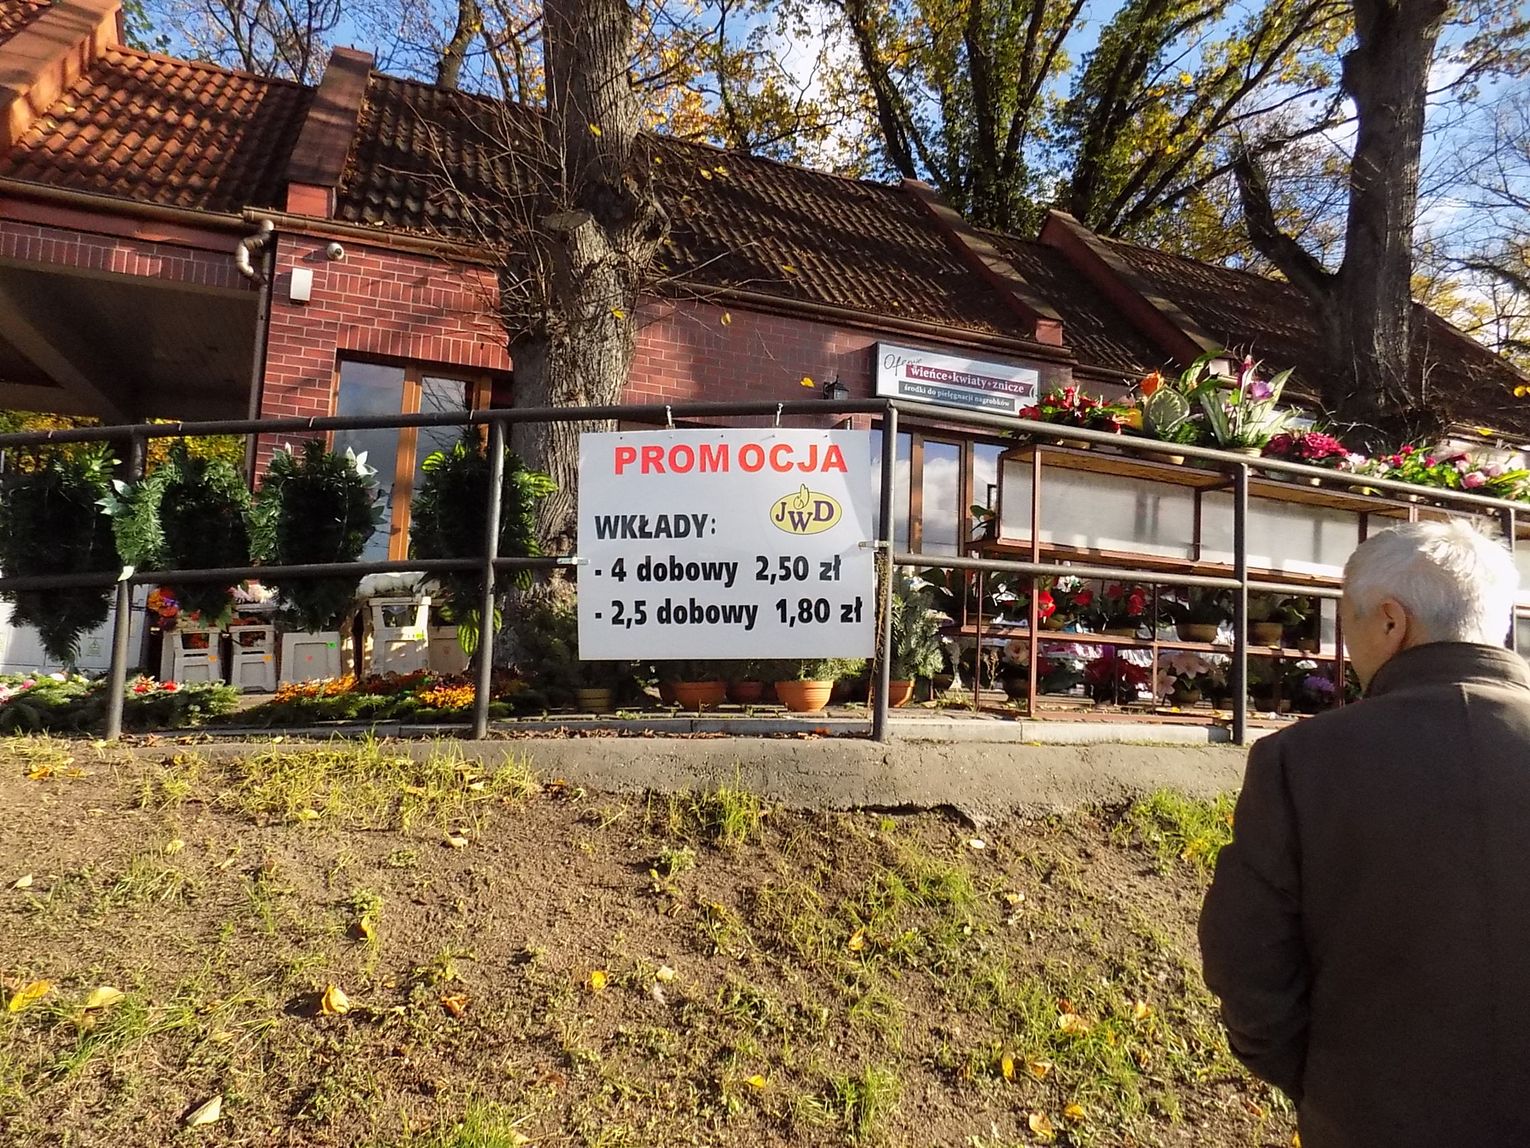 Oferuje
wieńce•kwiaty•znicze
środki do pielęgnacji nagrobków
PROMOCJA
JWD
WKŁADY:
- 4 dobowy 2,50 zł
- 2,5 dobowy 1,80 zł